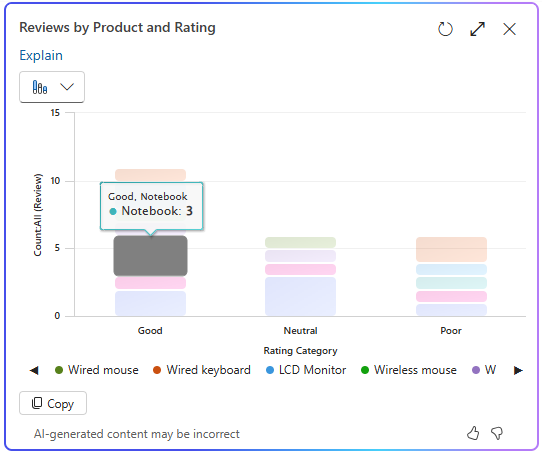 Reviews by Product and Rating
Explain
15
10
5
0
Count:All (Review)
Good, Notebook
Notebook: 3
Good Neutral Poor
Rating Category
Wired mouse Wired keyboard LCD Monitor Wireless mouse W
Copy
AI-generated content may be incorrect